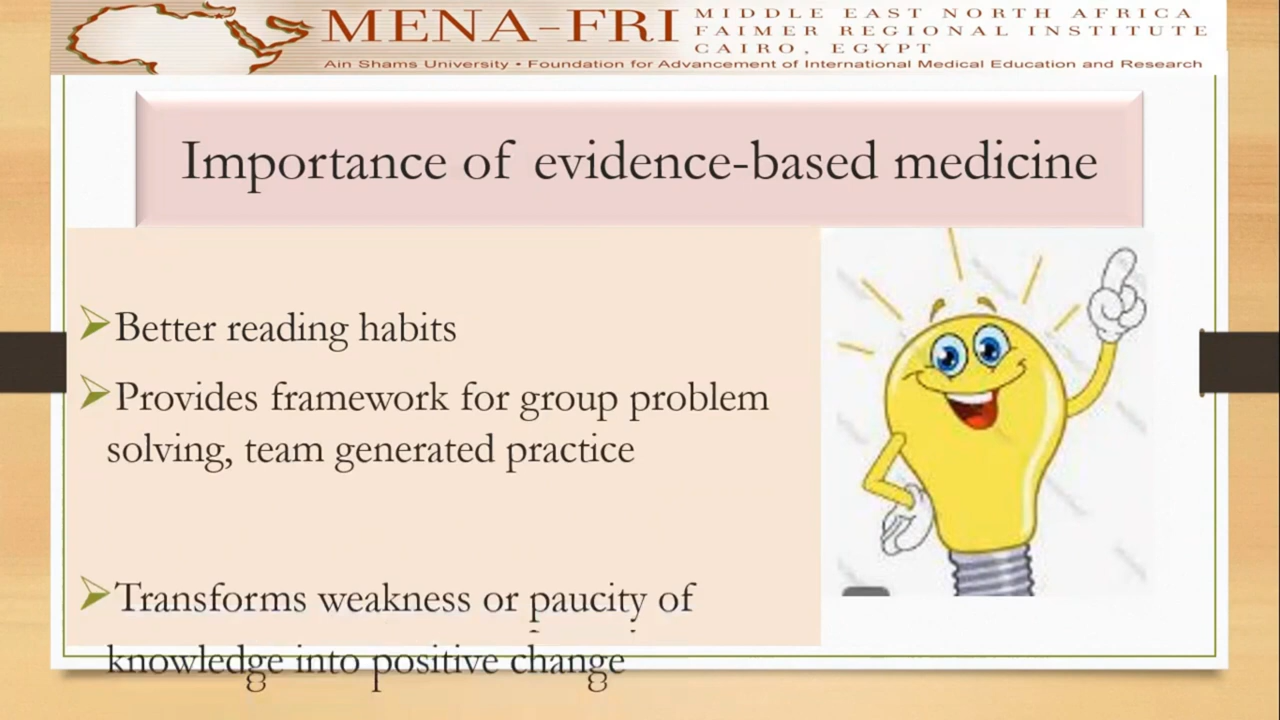 MENA-FRI
MIDDLE EAST NORTH AFRICA
FAIMER REGIONAL INSTITUTE
CAIRO, EGYPT
Ain Shams University • Foundation for Advancement of International Medical Education and Research
Importance of evidence-based medicine
Better reading habits
Provides framework for group problem
solving, team generated practice
Transforms weakness or paucity of
knowledge into positive change